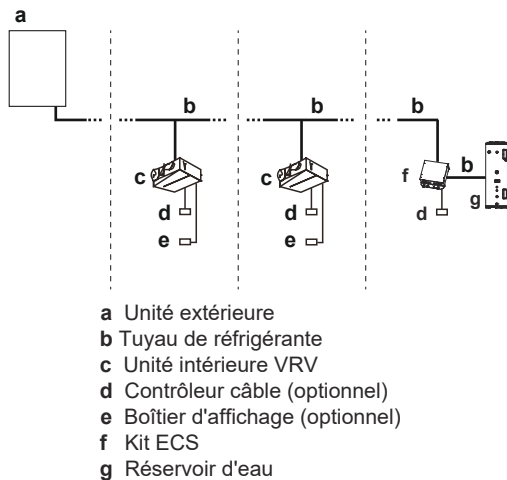 a
b
b
b
c
c
f
b
d
d
d
g
e
e
a Unité extérieure
b Tuyau de réfrigérante
c Unité intérieure VRV
d Contrôleur câble (optionnel)
e Boîtier d'affichage (optionnel)
f Kit ECS
g Réservoir d'eau